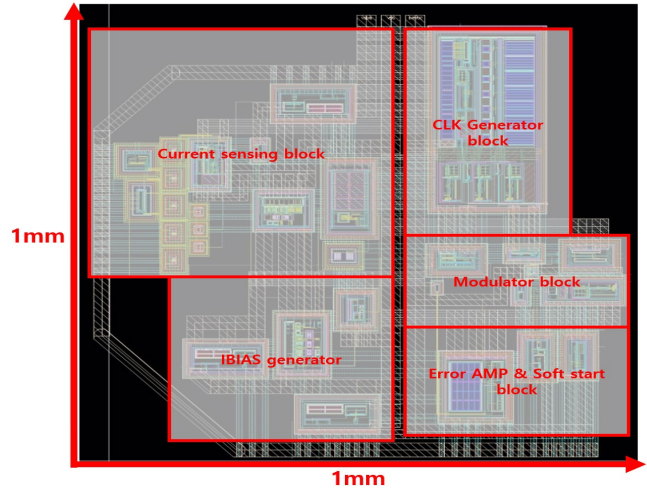 CLK Generator
block
Current sensing block
1mm
Modulator block
IBIAS generator
Error AMP & Soft start
block
1mm